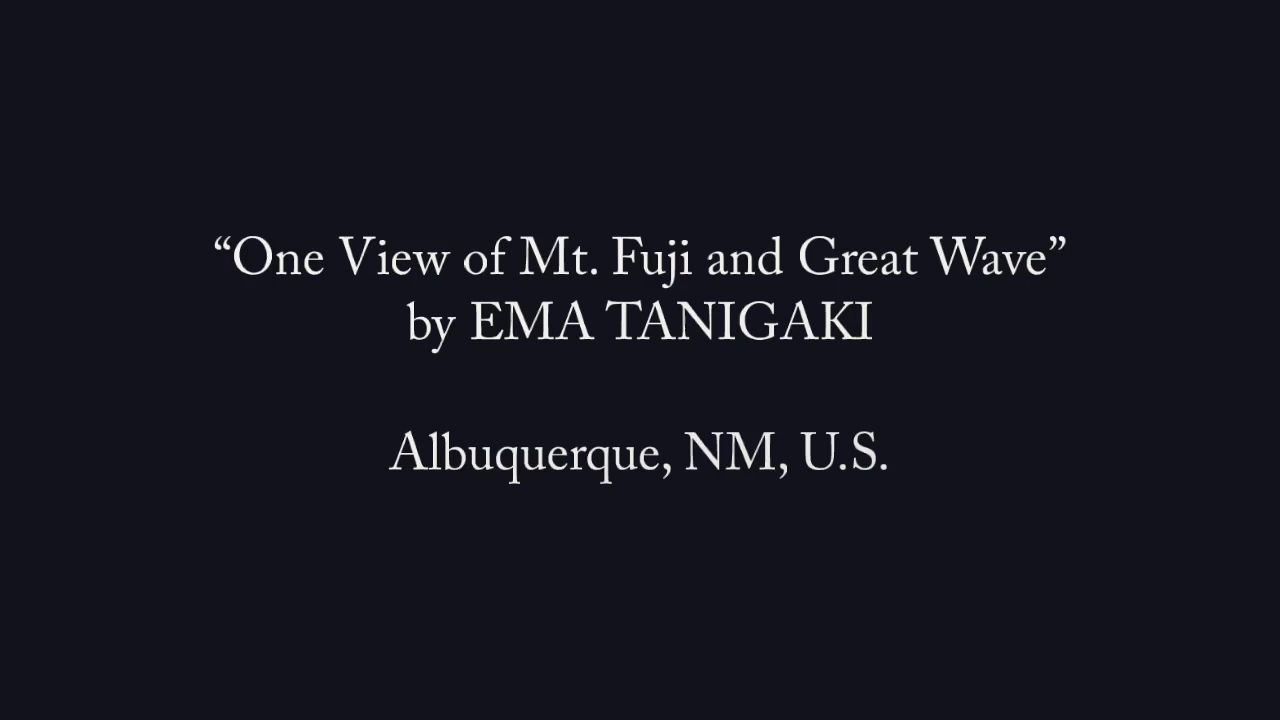 “One View of Mt. Fuji and Great Wave”
by EMA TANIGAKI
Albuquerque, NM, U.S.